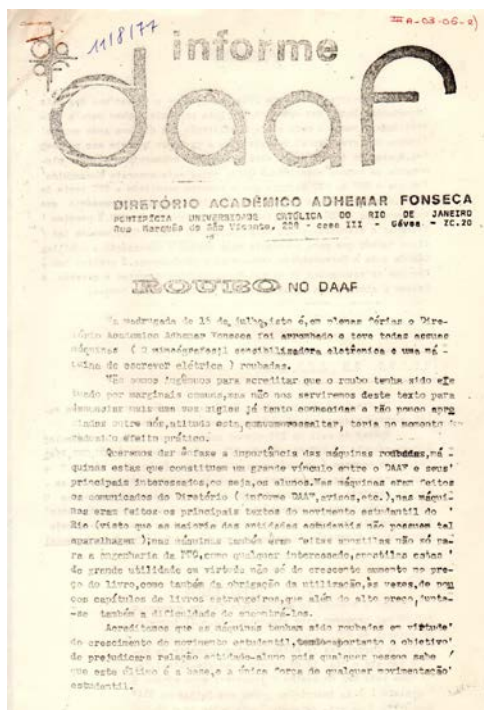 III A-03-06-2)
11/8/77
informe
daaf
DIRETÓRIO ACADÊMICO ADHEMAR FONSECA
PONTIFÍCIA UNIVERSIDADE CATÓLICA DO RIO DE JANEIRO
Rua Marquês de São Vicente, 209 - casa III - Gávea - ZC.20
ROUBO NO DAAF
Na madrugada de 15 de julho, isto é, em plenas férias o Dire-
tório Acadêmico Adhemar Fonseca foi arrombado e teve todas as suas
máquinas ( 2 mimeógrafos; 1 sensibilizadora eletrônica e uma má-
quina de escrever elétrica ) roubadas.
Não somos ingênuos para acreditar que o roubo tenha sido efe
tuado por marginais comuns, mas não nos serviremos deste texto para
mais uma vez siglas já tanto conhecidas e tão pouco apre
ciadas entre nós, atitude esta, que ressaltar, teria no momento
efeito prático.
Queremos dar ênfase a importância das máquinas roubadas, má -
quinas estas que constituem um grande vínculo entre o DAAF e seus'
principais interessados, ou seja, os alunos. Nas máquinas eram feitos
os comunicados do Diretório ( informe DAAF, avisos, etc.), nas máqui-
nas eram feitos os principais textos do movimento estudantil do '
Rio (visto que as maioria das entidades estudantis não possuem tal
aparelhagem ); nas máquinas também eram feitas apostilas não só pa-
ra a engenharia da PUC, como qualquer interessado, apostilas estas '
de grande utilidade em virtude não só do crescente aumento no pre-
ço do livro, como também da obrigação da utilização, às vezes, de pou
cos capítulos de livros estrangeiros, que além do alto preço, junta-
-se também a dificuldade de encontrá-los.
Acreditamos que as máquinas tenham sido roubadas em virtude'
do crescimento do movimento estudantil, tendo portanto o objetivo'
de prejudicar a relação entidade-aluno pois qualquer pessoa sabe '
que este último é a base, e a única força de qualquer movimentação'
estudantil.